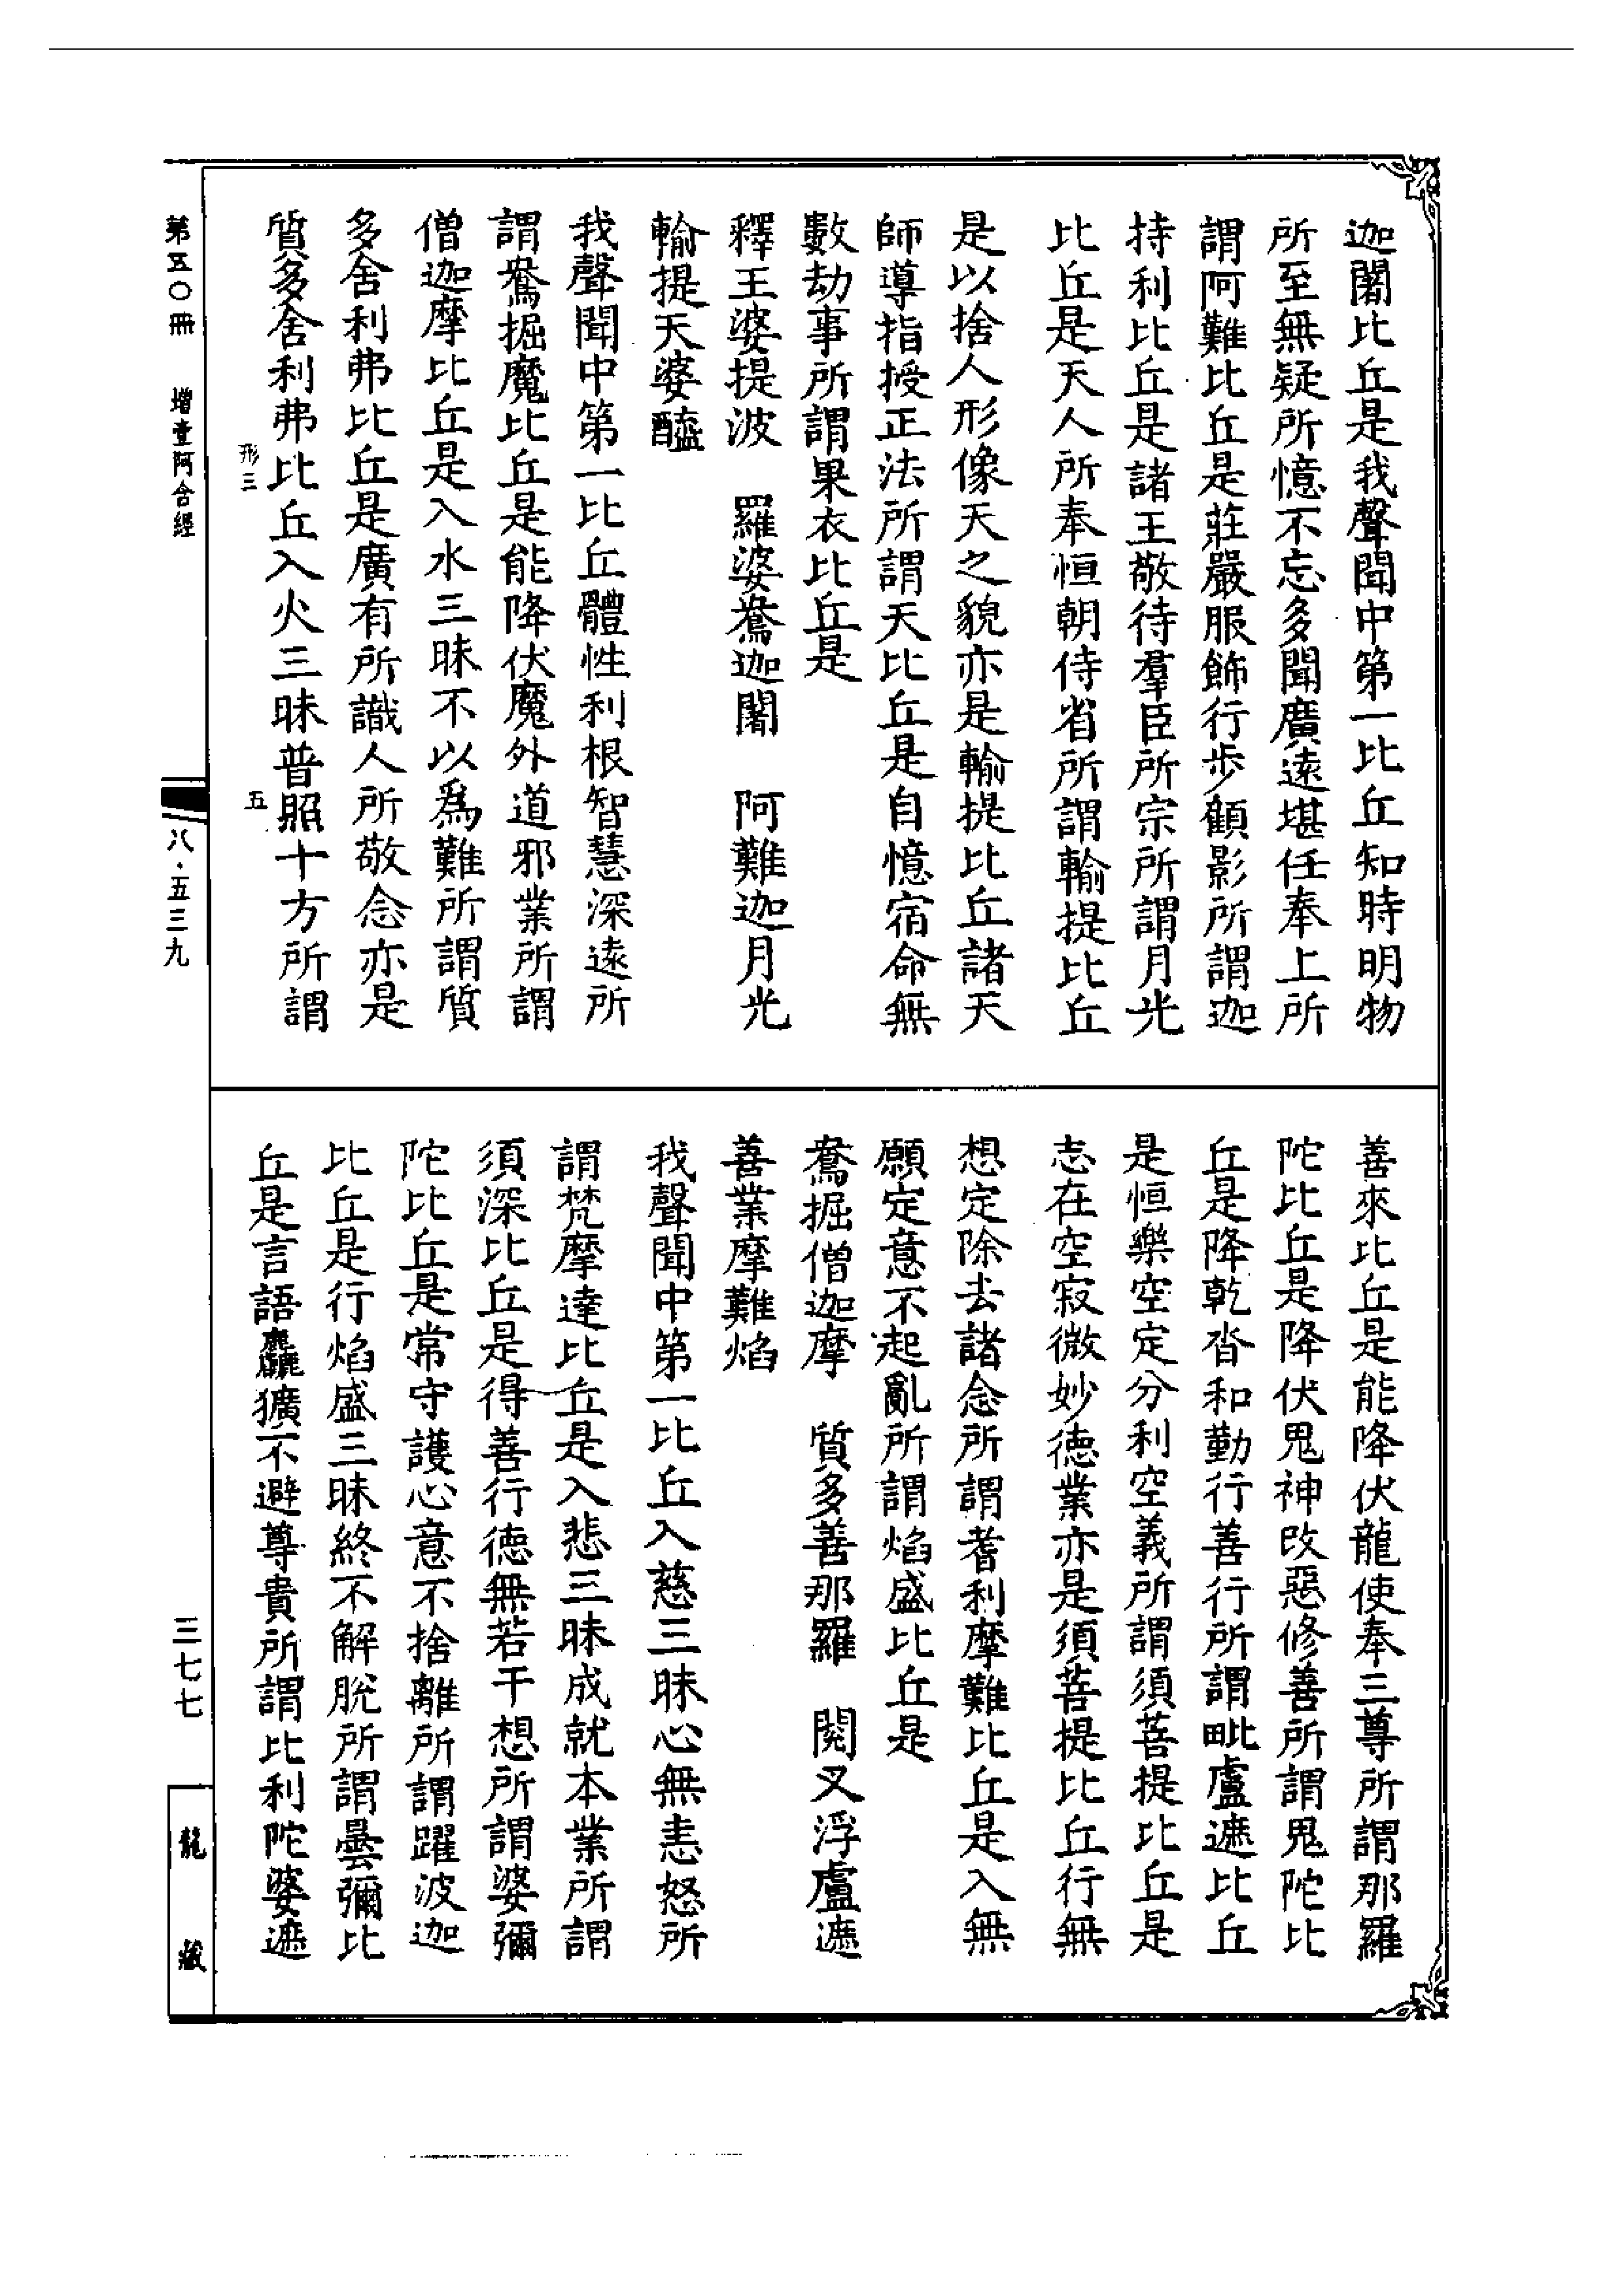 迦闍比丘是我聲聞中第一比丘知時明物
所至無疑所憶不忘多聞廣遠堪任奉上所
謂阿難比丘是莊嚴服飾行步顧影所謂迦
持利比丘是諸王敬待羣臣所宗所謂月光
比丘是天人所奉恒朝侍省所謂輸提比丘
是以捨人形像天之貌亦是輸提比丘諸天
師導指授正法所謂天比丘是自憶宿命無
數劫事所謂果衣比丘是
釋王婆提波　羅婆鴦迦闍　阿難迦月光
輸提天婆醯
我聲聞中第一比丘體性利根智慧深遠所
謂鴦掘魔比丘是能降伏魔外道邪業所謂
僧迦摩比丘是入水三昧不以為難所謂質
多舍利弗比丘是廣有所識人所敬念亦是
質多舍利弗比丘入火三昧普照十方所謂
善來比丘是能降伏龍使奉三尊所謂那羅
陀比丘是降伏鬼神改惡修善所謂鬼陀比
丘是降乾沓和勤行善行所謂毗盧遮比丘
是恒樂空定分別空義所謂須菩提比丘是
志在空寂微妙德業亦是須菩提比丘行無
想定除去諸念所謂耆利摩難比丘是入無
願定意不起亂所謂焰盛比丘是
鴦掘僧迦摩　質多善那羅　閱叉浮盧遮
善業摩難焰
我聲聞中第一比丘入慈三昧心無恚怒所
謂梵摩達比丘是入悲三昧成就本業所謂
須深比丘是得善行德無若干想所謂婆彌
陀比丘是常守護心意不捨離所謂躍波迦
比丘是行焰盛三昧終不解脫所謂曇彌比
丘是言語麤獷不避尊貴所謂比利陀婆遮
第五〇冊　增壹阿含經
形三
五
八·五三九
三七七
龍藏